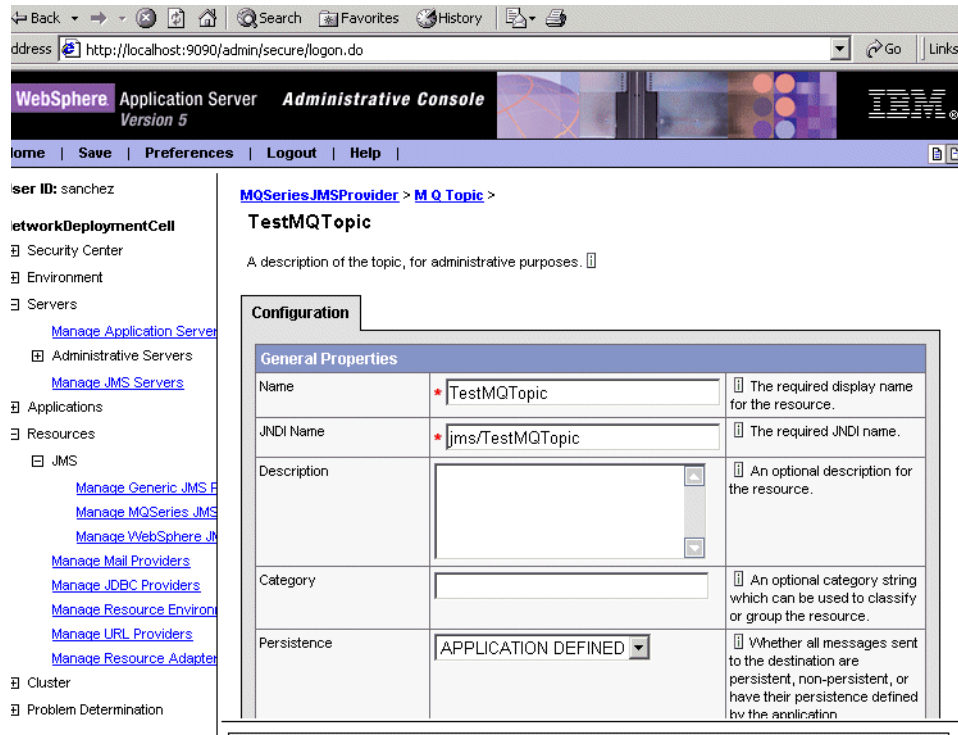 Back
Search Favorites History
ddress http://localhost:9090/admin/secure/logon.do Go Links
WebSphere Application Server Administrative Console
Version 5
IBM®
ome | Save | Preferences | Logout | Help |
ser ID: sanchez
etworkDeploymentCell
Security Center
Environment
Servers
Manage Application Server
Administrative Servers
Manage JMS Servers
Applications
Resources
JMS
Manage Generic JMS P
Manage MQSeries JMS
Manage WebSphere JM
Manage Mail Providers
Manage JDBC Providers
Manage Resource Environ
Manage URL Providers
Manage Resource Adapter
Cluster
Problem Determination
MQSeriesJMSProvider > M Q Topic >
TestMQTopic
A description of the topic, for administrative purposes. i
Configuration
General Properties
Name
* TestMQTopic
i The required display name
for the resource.
JNDI Name
* jms/TestMQTopic
i The required JNDI name.
Description
i An optional description for
the resource.
Category
i An optional category string
which can be used to classify
or group the resource.
Persistence
APPLICATION DEFINED
i Whether all messages sent
to the destination are
persistent, non-persistent, or
have their persistence defined
by the application